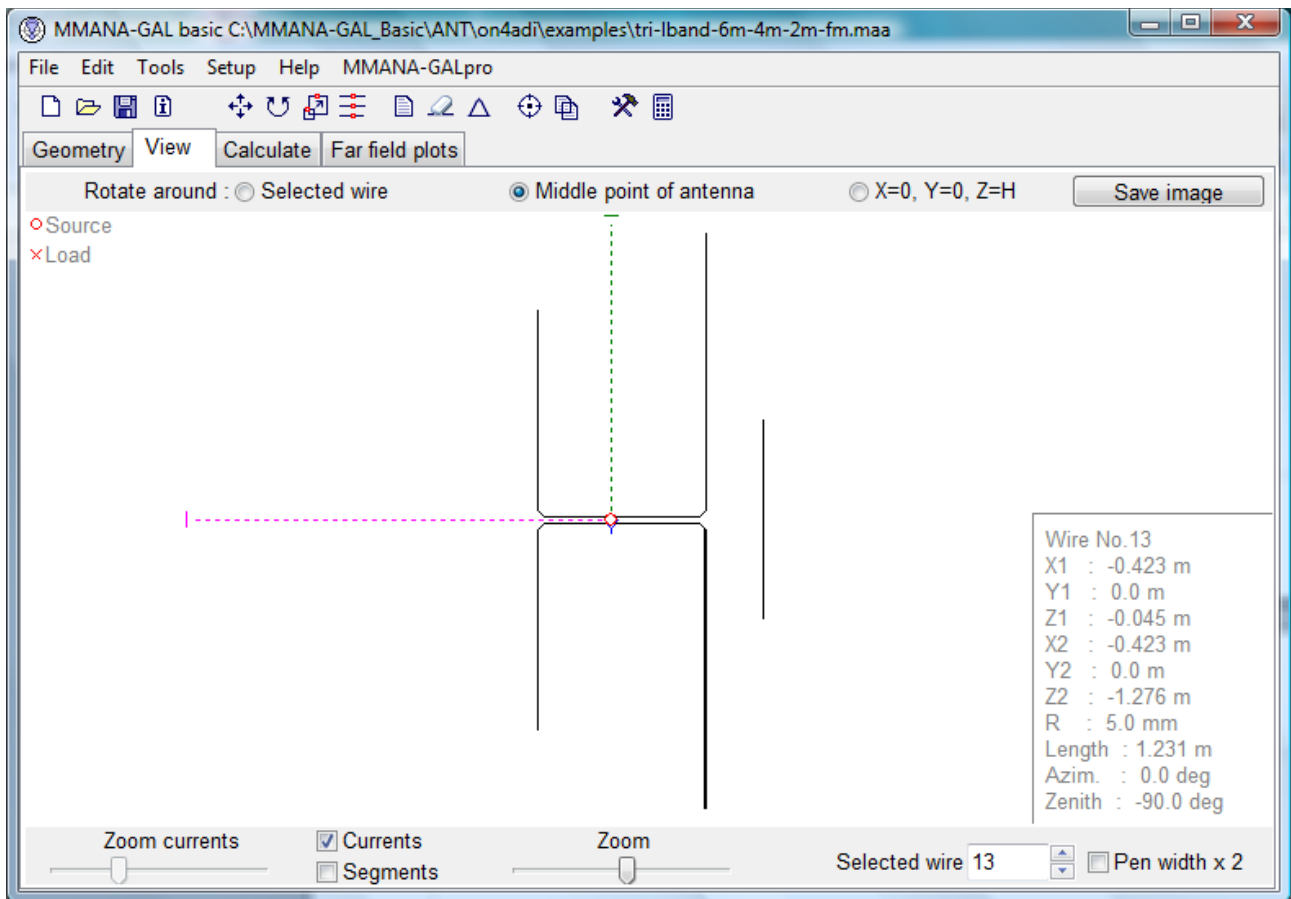 MMANA-GAL basic C:\MMANA-GAL_Basic\ANT\on4adi\examples\tri-lband-6m-4m-2m-fm.maa
File Edit Tools Setup Help MMANA-GALpro
Geometry View Calculate Far field plots
Rotate around : Selected wire Middle point of antenna X=0, Y=0, Z=H Save image
Source
Load
Y
Wire No.13
X1 : -0.423 m
Y1 : 0.0 m
Z1 : -0.045 m
X2 : -0.423 m
Y2 : 0.0 m
Z2 : -1.276 m
R : 5.0 mm
Length : 1.231 m
Azim. : 0.0 deg
Zenith : -90.0 deg
Zoom currents Currents Zoom
Segments
Selected wire 13 Pen width x 2